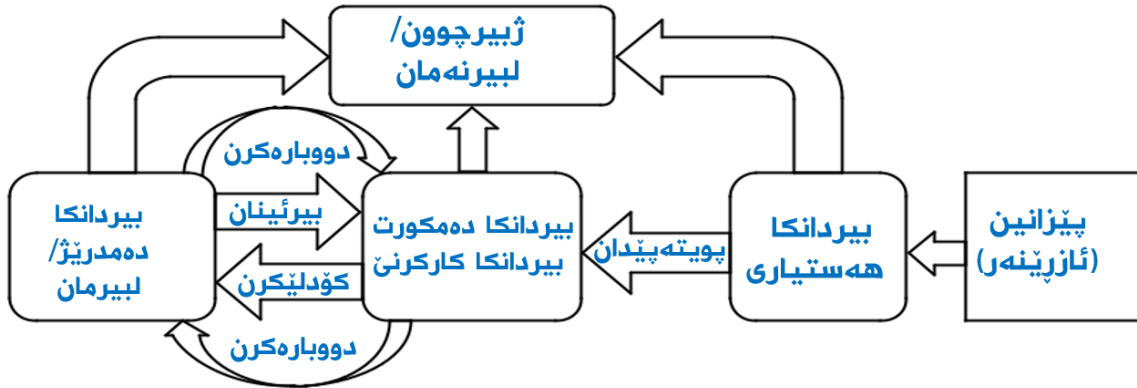 ژبیرچوون/
لبیرنەمان
دووبارەکرن
پێزانین
(ئازرێنەر)
بیردانکا
هەستیاری
پویتەپێدان
بیردانکا دەمکورت
بیردانکا کارکرنێ
بیرئینان
کۆدلێکرن
بیردانکا
دەمدرێژ/
لبیرمان
دووبارەکرن